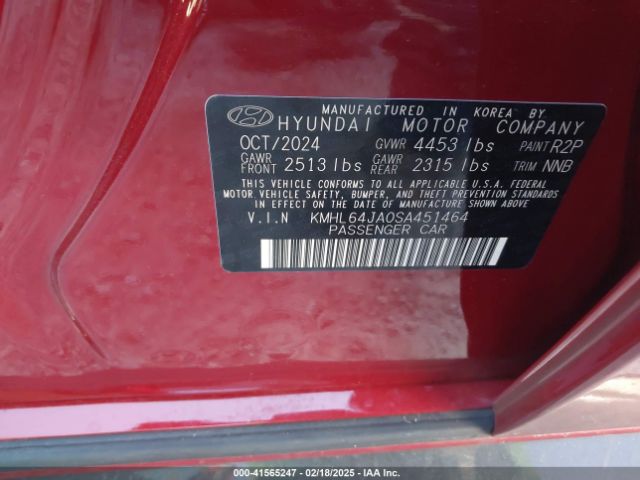 MANUFACTURED IN KOREA BY
HYUNDAI MOTOR COMPANY
OCT/2024 GVWR 4453 lbs PAINT R2P
GAWR FRONT 2513 lbs GAWR REAR 2315 lbs TRIM NNB
THIS VEHICLE CONFORMS TO ALL APPLICABLE U.S.A. FEDERAL
MOTOR VEHICLE SAFETY, BUMPER, AND THEFT PREVENTION STANDARDS
IN EFFECT ON THE DATE OF MANUFACTURE SHOWN ABOVE.
V.I.N KMHL64JA0SA451464
PASSENGER CAR
00-41565247 - 02/18/2025 - IAA Inc.